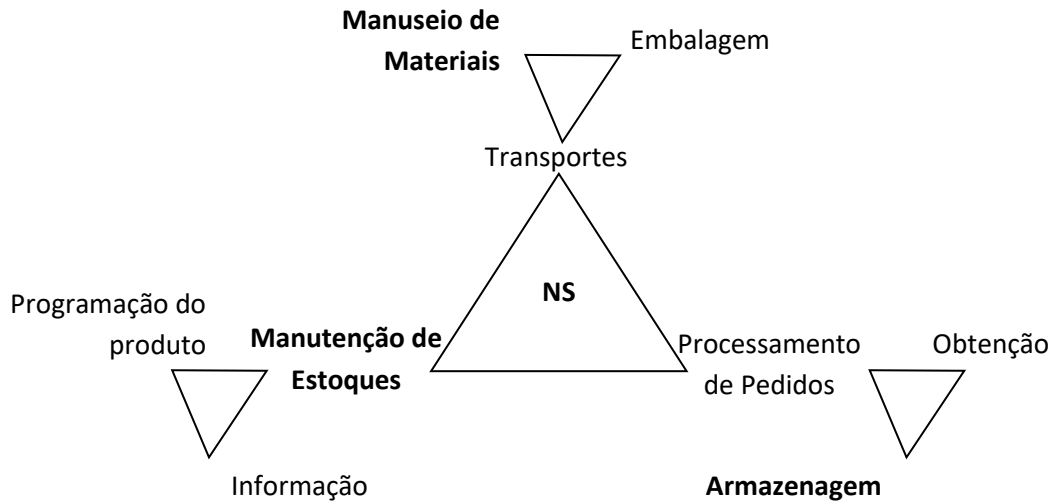 Manuseio de
Materiais
Embalagem
Transportes
NS
Programação do
produto
Manutenção de
Estoques
Processamento
de Pedidos
Obtenção
Informação
Armazenagem